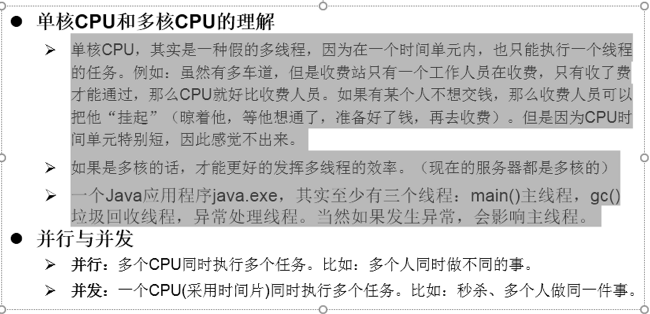 单核CPU和多核CPU的理解
单核CPU，其实是一种假的多线程，因为在一个时间单元内，也只能执行一个线程
的任务。例如：虽然有多车道，但是收费站只有一个工作人员在收费，只有收了费
才能通过，那么CPU就好比收费人员。如果有某个人不想交钱，那么收费人员可以
把他“挂起”（晾着他，等他想通了，准备好了钱，再去收费）。但是因为CPU时
间单元特别短，因此感觉不出来。
如果是多核的话，才能更好的发挥多线程的效率。（现在的服务器都是多核的）
一个Java应用程序java.exe，其实至少有三个线程：main()主线程，gc()
垃圾回收线程，异常处理线程。当然如果发生异常，会影响主线程。
并行与并发
并行：多个CPU同时执行多个任务。比如：多个人同时做不同的事。
并发：一个CPU(采用时间片)同时执行多个任务。比如：秒杀、多个人做同一件事。